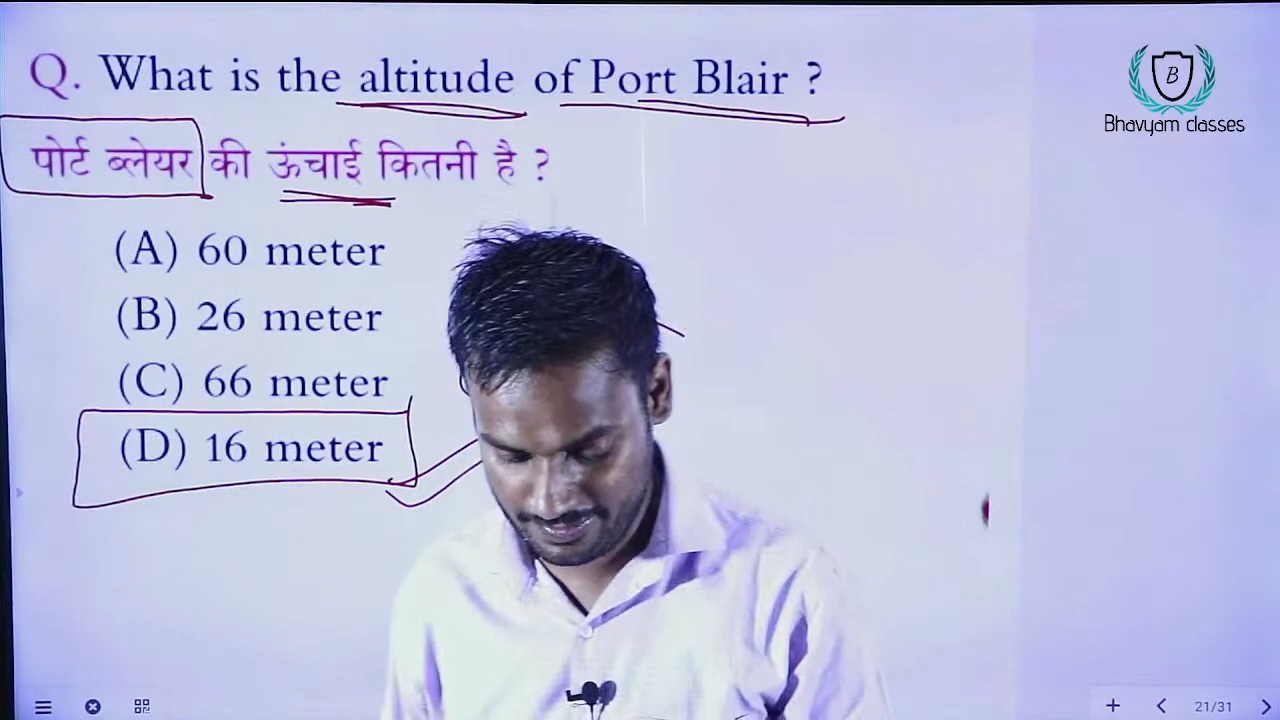 Q. What is the altitude of Port Blair ?
पोर्ट ब्लेयर की ऊंचाई कितनी है ?
(A) 60 meter
(B) 26 meter
(C) 66 meter
(D) 16 meter
B
Bhavyam classes
21/31